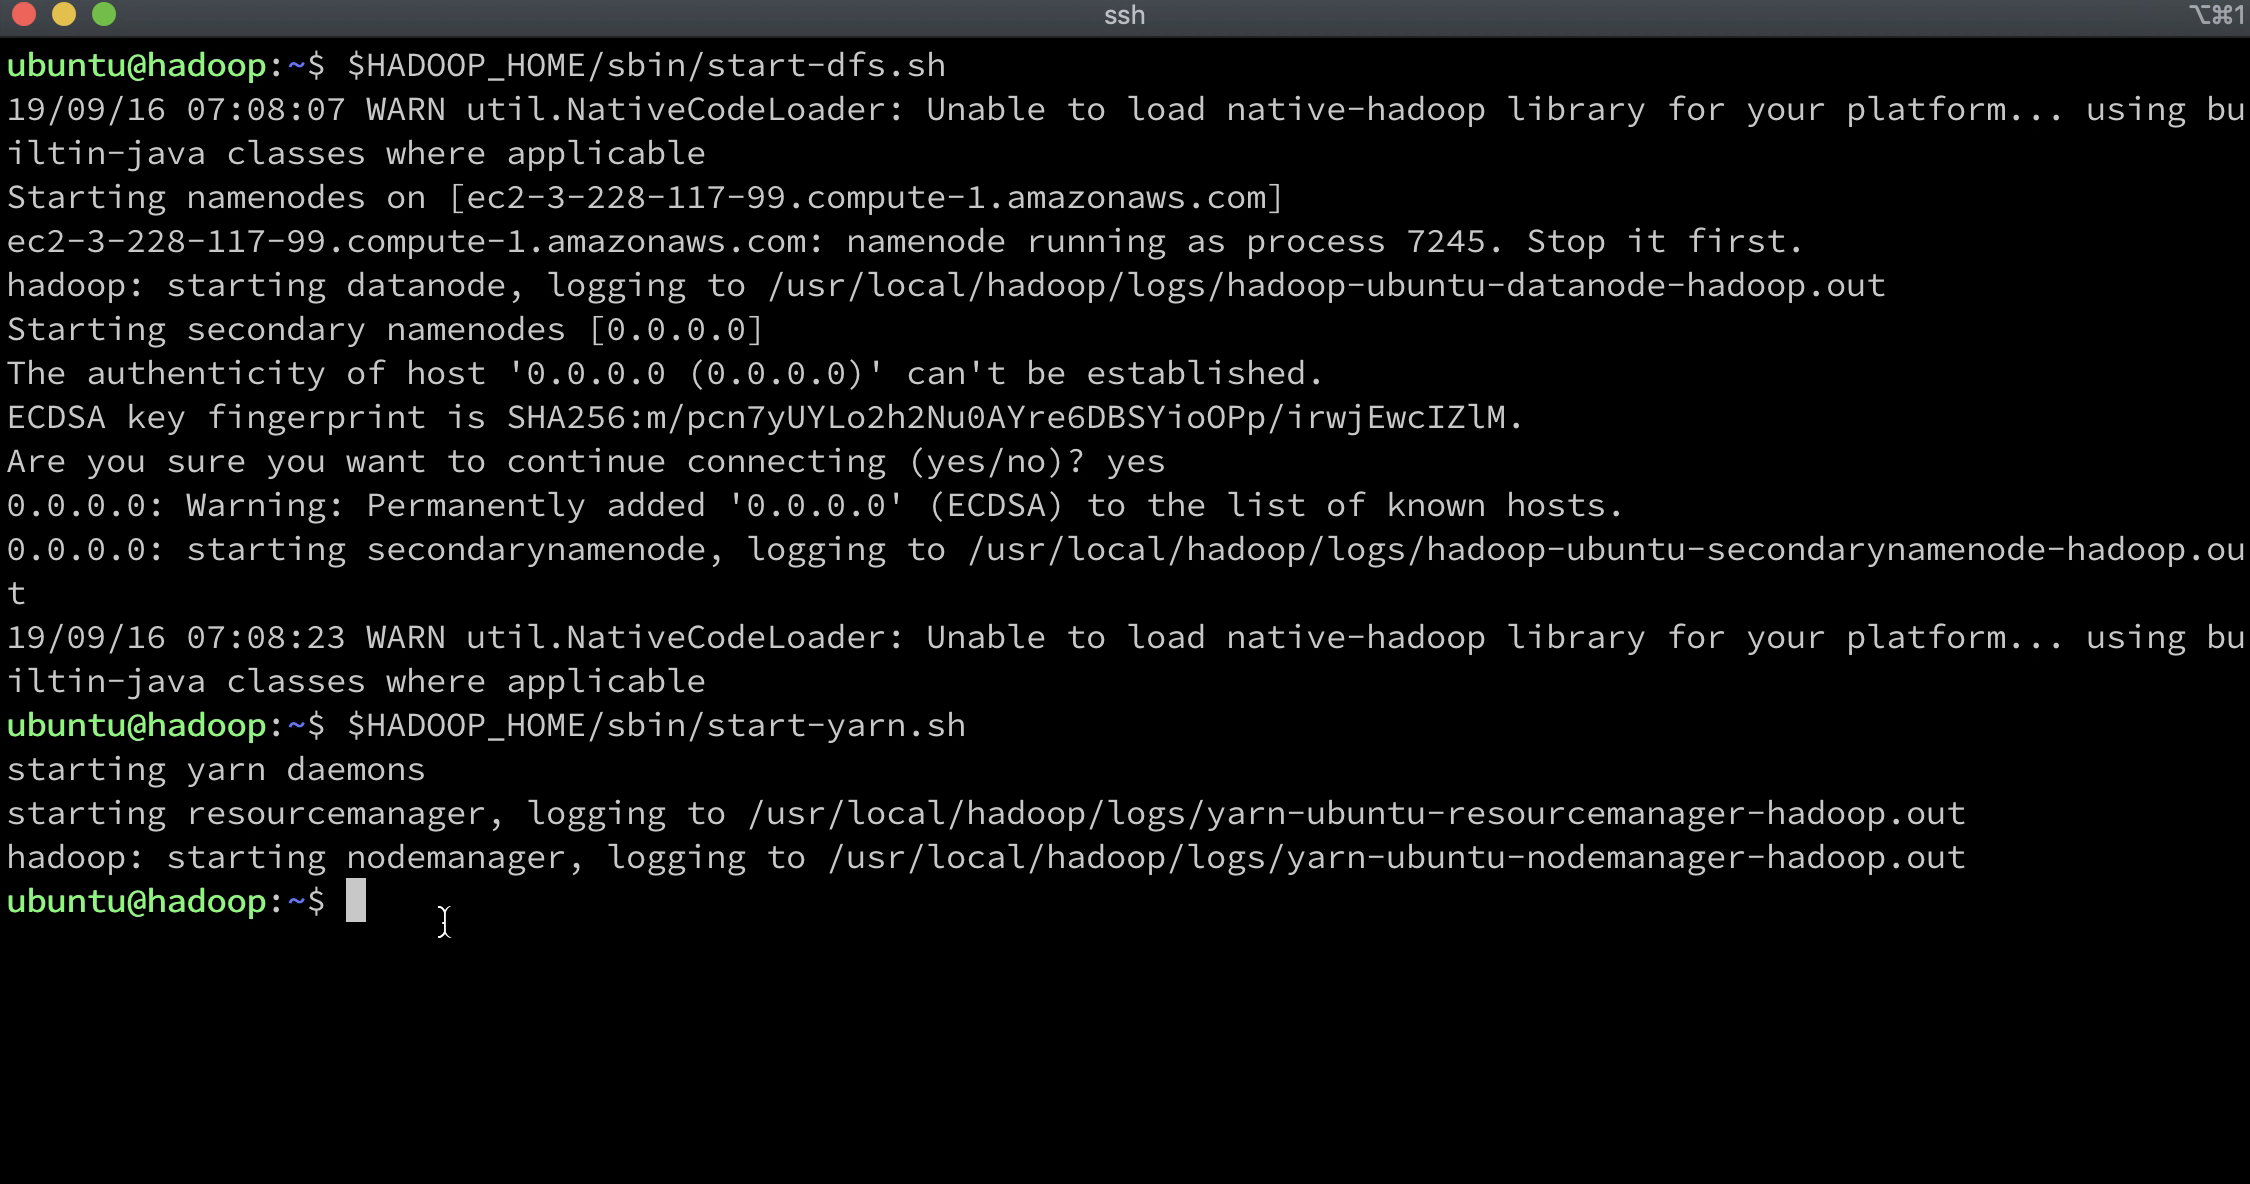 ssh
⌥⌘1
ubuntu@hadoop:~$ $HADOOP_HOME/sbin/start-dfs.sh
19/09/16 07:08:07 WARN util.NativeCodeLoader: Unable to load native-hadoop library for your platform... using bu
iltin-java classes where applicable
Starting namenodes on [ec2-3-228-117-99.compute-1.amazonaws.com]
ec2-3-228-117-99.compute-1.amazonaws.com: namenode running as process 7245. Stop it first.
hadoop: starting datanode, logging to /usr/local/hadoop/logs/hadoop-ubuntu-datanode-hadoop.out
Starting secondary namenodes [0.0.0.0]
The authenticity of host '0.0.0.0 (0.0.0.0)' can't be established.
ECDSA key fingerprint is SHA256:m/pcn7yUYLo2h2Nu0AYre6DBSYioOPp/irwjEwcIZlM.
Are you sure you want to continue connecting (yes/no)? yes
0.0.0.0: Warning: Permanently added '0.0.0.0' (ECDSA) to the list of known hosts.
0.0.0.0: starting secondarynamenode, logging to /usr/local/hadoop/logs/hadoop-ubuntu-secondarynamenode-hadoop.ou
t
19/09/16 07:08:23 WARN util.NativeCodeLoader: Unable to load native-hadoop library for your platform... using bu
iltin-java classes where applicable
ubuntu@hadoop:~$ $HADOOP_HOME/sbin/start-yarn.sh
starting yarn daemons
starting resourcemanager, logging to /usr/local/hadoop/logs/yarn-ubuntu-resourcemanager-hadoop.out
hadoop: starting nodemanager, logging to /usr/local/hadoop/logs/yarn-ubuntu-nodemanager-hadoop.out
ubuntu@hadoop:~$